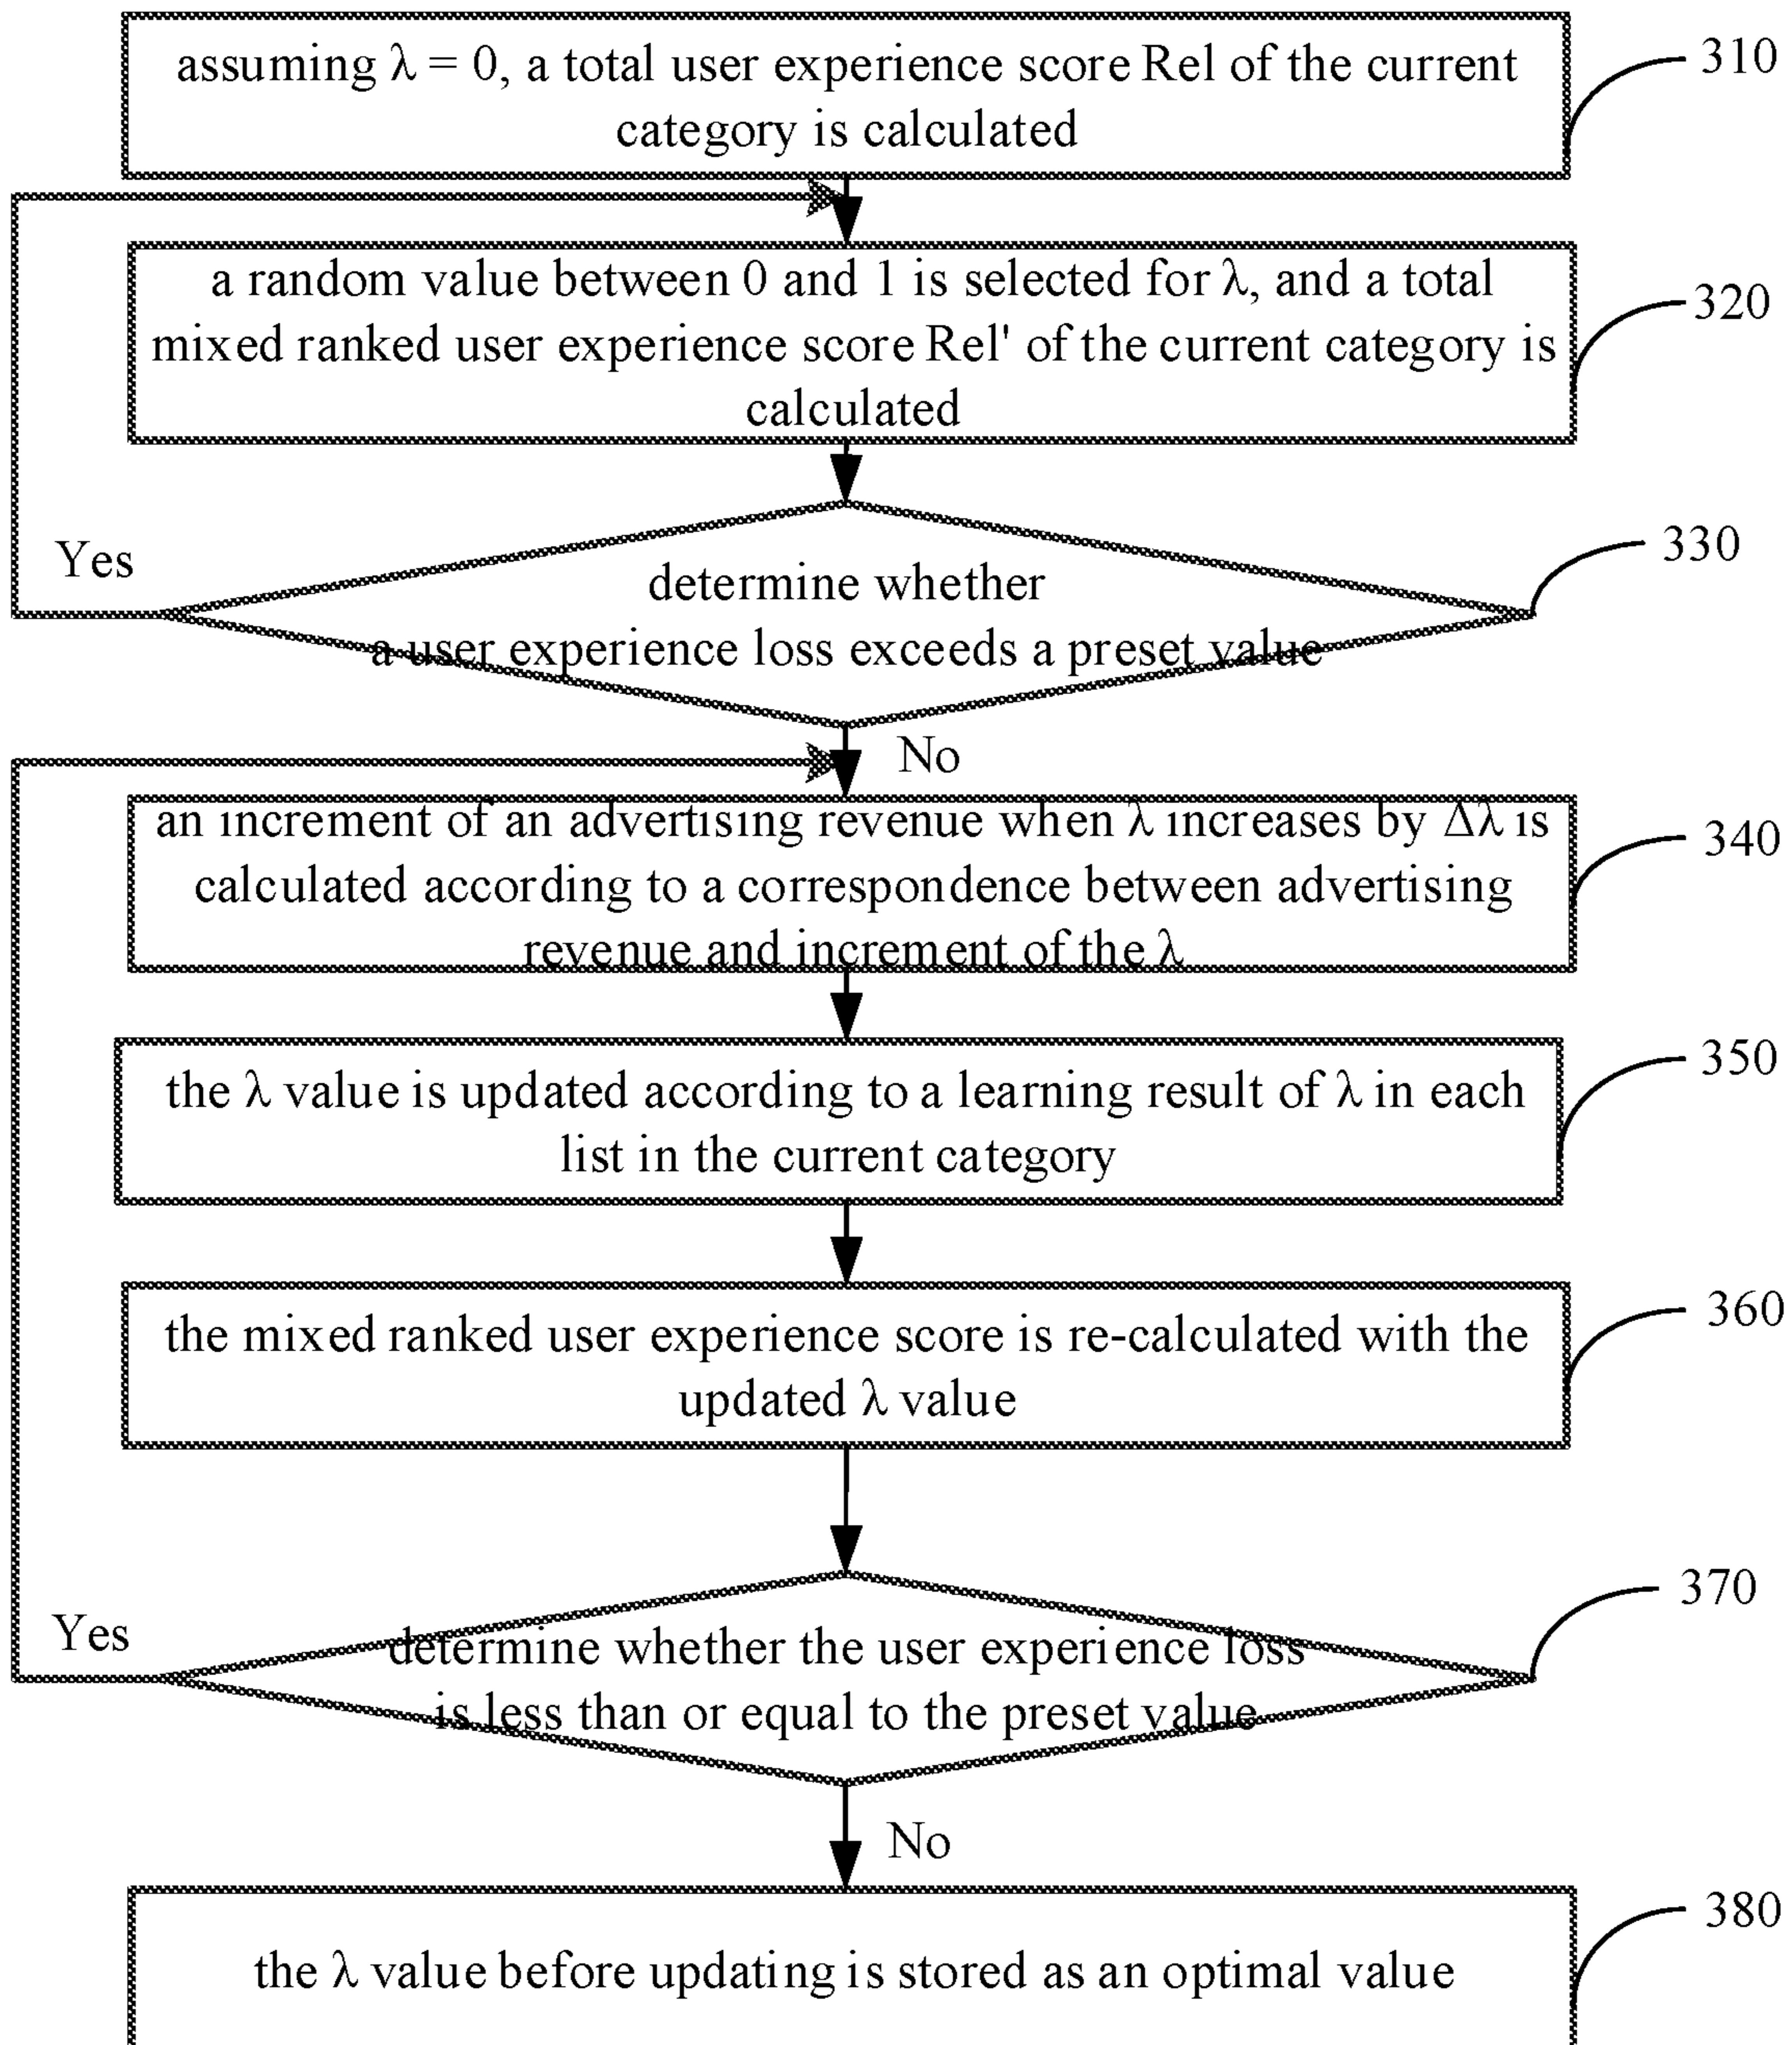 assuming λ = 0, a total user experience score Rel of the current
category is calculated
310
a random value between 0 and 1 is selected for λ, and a total
mixed ranked user experience score Rel' of the current category is
calculated
320
Yes
determine whether
a user experience loss exceeds a preset value
330
No
an increment of an advertising revenue when λ increases by Δλ is
calculated according to a correspondence between advertising
revenue and increment of the λ
340
the λ value is updated according to a learning result of λ in each
list in the current category
350
the mixed ranked user experience score is re-calculated with the
updated λ value
360
Yes
determine whether the user experience loss
is less than or equal to the preset value
370
No
the λ value before updating is stored as an optimal value
380